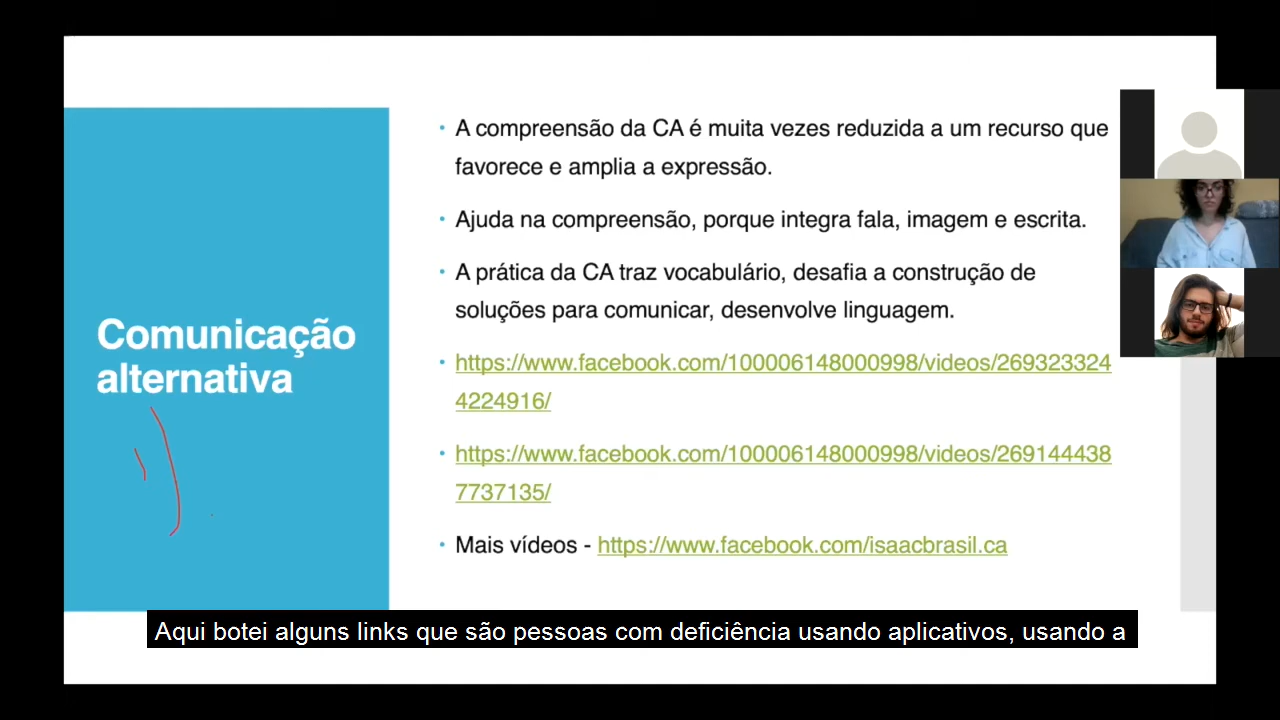 Comunicação
alternativa
• A compreensão da CA é muita vezes reduzida a um recurso que
favorece e amplia a expressão.
• Ajuda na compreensão, porque integra fala, imagem e escrita.
• A prática da CA traz vocabulário, desafia a construção de
soluções para comunicar, desenvolve linguagem.
• https://www.facebook.com/100006148000998/videos/269323324
4224916/
• https://www.facebook.com/100006148000998/videos/269144438
7737135/
• Mais vídeos - https://www.facebook.com/isaacbrasil.ca
Aqui botei alguns links que são pessoas com deficiência usando aplicativos, usando a